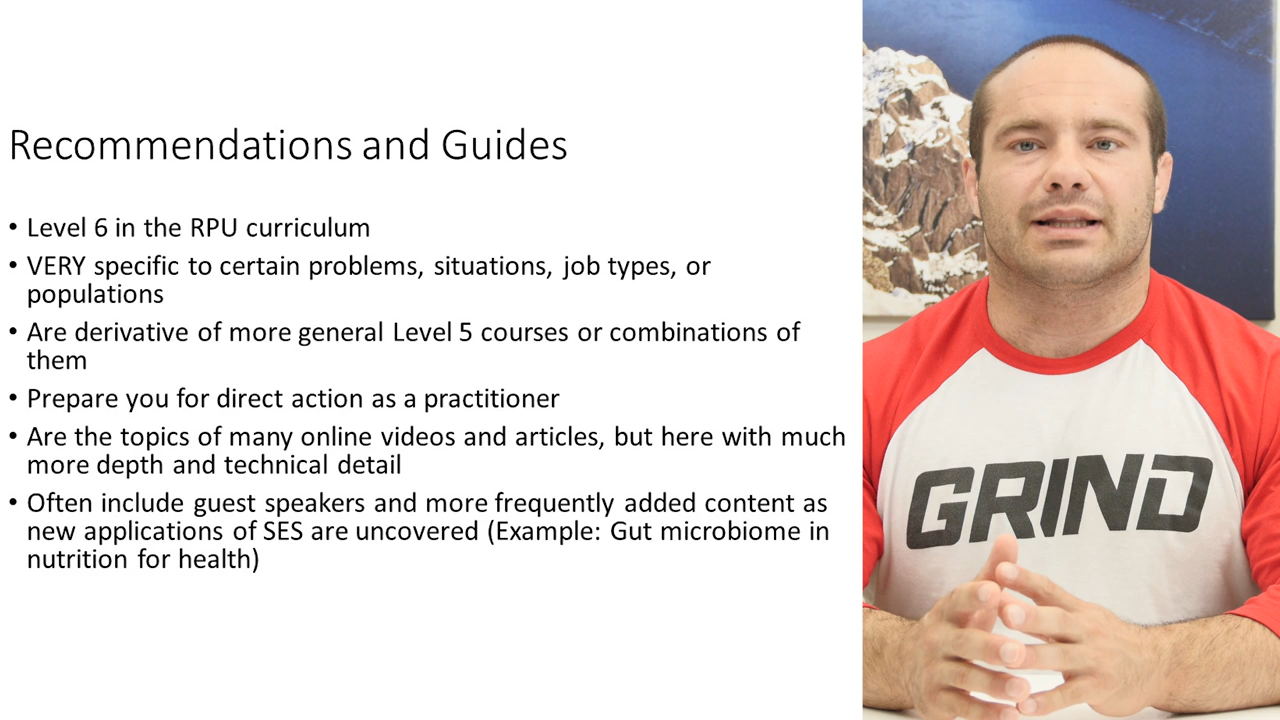 Recommendations and Guides
• Level 6 in the RPU curriculum
• VERY specific to certain problems, situations, job types, or
populations
• Are derivative of more general Level 5 courses or combinations of
them
• Prepare you for direct action as a practitioner
• Are the topics of many online videos and articles, but here with much
more depth and technical detail
• Often include guest speakers and more frequently added content as
new applications of SES are uncovered (Example: Gut microbiome in
nutrition for health)
GRIND